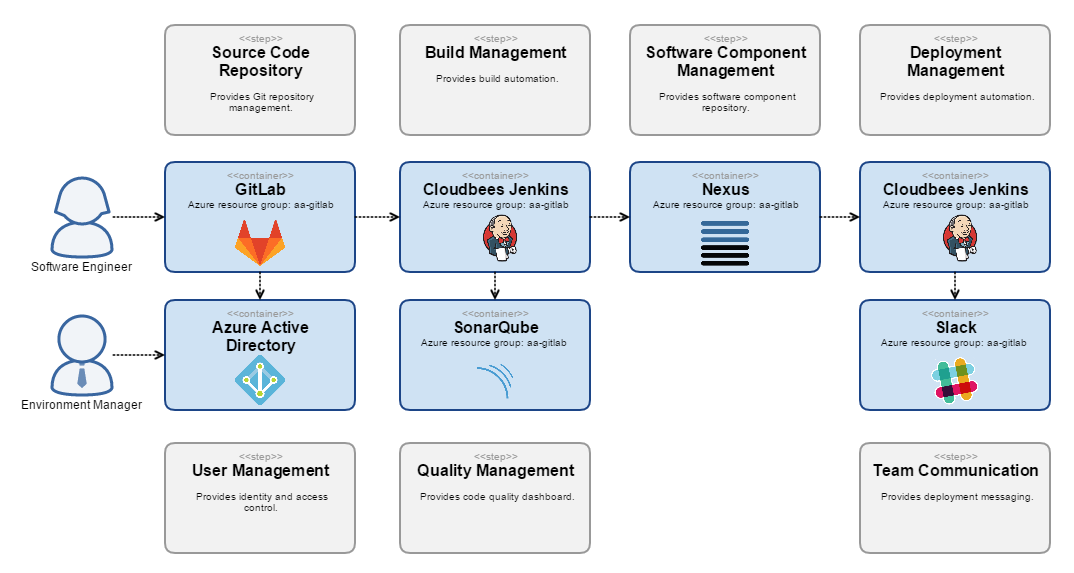 <<step>>
Source Code
Repository
Provides Git repository
management.
<<step>>
Build Management
Provides build automation.
<<step>>
Software Component
Management
Provides software component
repository.
<<step>>
Deployment
Management
Provides deployment automation.
Software Engineer
<<container>>
GitLab
Azure resource group: aa-gitlab
<<container>>
Cloudbees Jenkins
Azure resource group: aa-gitlab
<<container>>
Nexus
Azure resource group: aa-gitlab
<<container>>
Cloudbees Jenkins
Azure resource group: aa-gitlab
Environment Manager
<<container>>
Azure Active
Directory
<<container>>
SonarQube
Azure resource group: aa-gitlab
<<container>>
Slack
Azure resource group: aa-gitlab
<<step>>
User Management
Provides identity and access
control.
<<step>>
Quality Management
Provides code quality dashboard.
<<step>>
Team Communication
Provides deployment messaging.